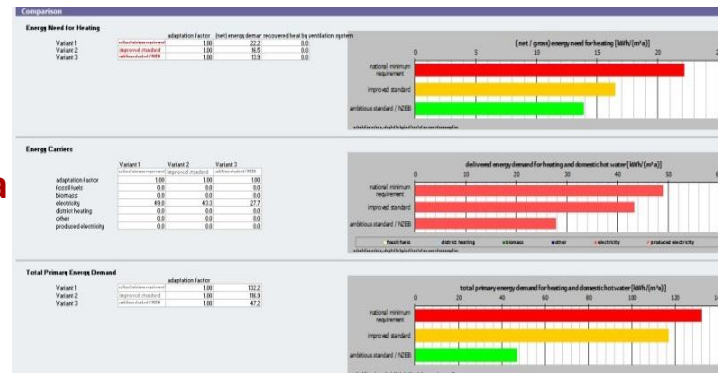 Comparison
Energy Need for Heating
adaptation factor (net) energy demar recovered heat by ventilation system
Variant 1 1.00 22.2 0.0
Variant 2 improved standard 1.00 16.5 0.0
Variant 3 1.00 13.9 0.0
(net / gross) energy need for heating [kWh/(m²a)]
0 5 10 15 20
national minimum
requirement
improved standard
ambitious standard / NZEB
Energy Carriers
Variant 1 Variant 2 Variant 3
improved standard
adaptation factor 1.00 1.00 1.00
fossil fuels 0.0 0.0 0.0
biomass 0.0 0.0 0.0
electricity 49.0 43.3 27.7
district heating 0.0 0.0 0.0
other 0.0 0.0 0.0
produced electricity 0.0 0.0 0.0
a
delivered energy demand for heating and domestic hot water [kWh/(m²a)]
0 10 20 30 40 50
national minimum
requirement
improved standard
ambitious standard / NZEB
fossil fuels district heating biomass other electricity produced electricity
Total Primary Energy Demand
adaptation factor
Variant 1 1.00 132.2
Variant 2 improved standard 1.00
Variant 3 1.00 47.2
total primary energy demand for heating and domestic hot water [kWh/(m²a)]
0 20 40 60 80 100 120
national minimum
requirement
improved standard
ambitious standard / NZEB